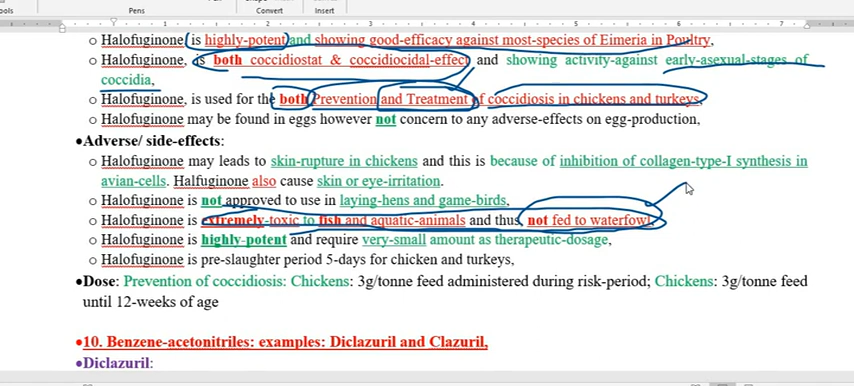 Pens Convert Insert
1 2 3 4 5 6 7
o Halofuginone is highly-potent and showing good-efficacy against most-species of Eimeria in Poultry,
o Halofuginone, is both coccidiostat & coccidiocidal-effect and showing activity-against early-asexual-stages of
coccidia,
o Halofuginone, is used for the both Prevention and Treatment of coccidiosis in chickens and turkeys,
o Halofuginone may be found in eggs however not concern to any adverse-effects on egg-production,
•Adverse/ side-effects:
o Halofuginone may leads to skin-rupture in chickens and this is because of inhibition of collagen-type-I synthesis in
avian-cells. Halfuginone also cause skin or eye-irritation.
o Halofuginone is not approved to use in laying-hens and game-birds,
o Halofuginone is extremely-toxic to fish and aquatic-animals and thus not fed to waterfowl,
o Halofuginone is highly-potent and require very-small amount as therapeutic-dosage,
o Halofuginone is pre-slaughter period 5-days for chicken and turkeys,
•Dose: Prevention of coccidiosis: Chickens: 3g/tonne feed administered during risk-period; Chickens: 3g/tonne feed
until 12-weeks of age
•10. Benzene-acetonitriles: examples: Diclazuril and Clazuril,
•Diclazuril: